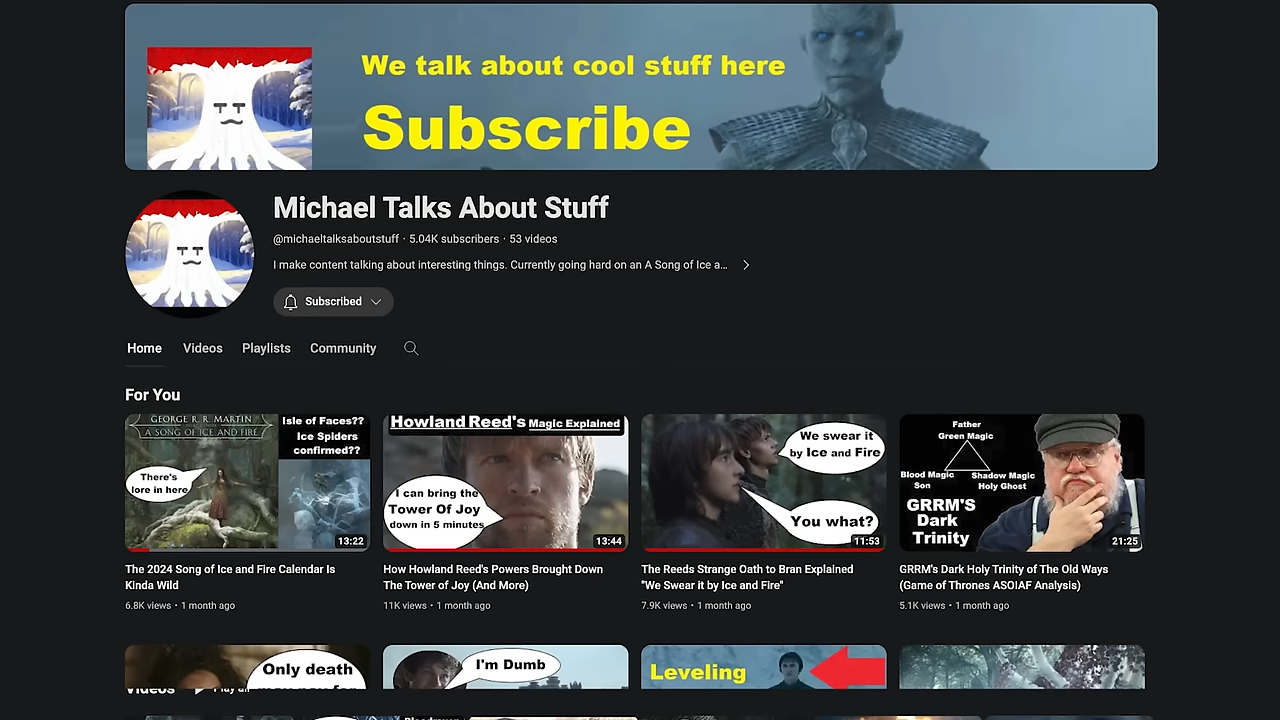 We talk about cool stuff here
Subscribe
Michael Talks About Stuff
@michaeltalksaboutstuff · 5.04K subscribers · 53 videos
I make content talking about interesting things. Currently going hard on an A Song of Ice a...
Subscribed
Home Videos Playlists Community
For You
GEORGE R. R. MARTIN
A SONG OF ICE AND FIRE
Isle of Faces??
Ice Spiders
confirmed??
There's
lore in here
13:22
Howland Reed's Magic Explained
I can bring the
Tower Of Joy
down in 5 minutes
13:44
We swear it
by Ice and Fire
You what?
11:53
Father
Green Magic
Blood Magic
Son
Shadow Magic
Holy Ghost
GRRM'S
Dark
Trinity
21:25
The 2024 Song of Ice and Fire Calendar Is
Kinda Wild
6.8K views · 1 month ago
How Howland Reed's Powers Brought Down
The Tower of Joy (And More)
11K views · 1 month ago
The Reeds Strange Oath to Bran Explained
"We Swear it by Ice and Fire"
7.9K views · 1 month ago
GRRM's Dark Holy Trinity of The Old Ways
(Game of Thrones ASOIAF Analysis)
5.1K views · 1 month ago
Only death
I'm Dumb
Leveling
Videos Play all